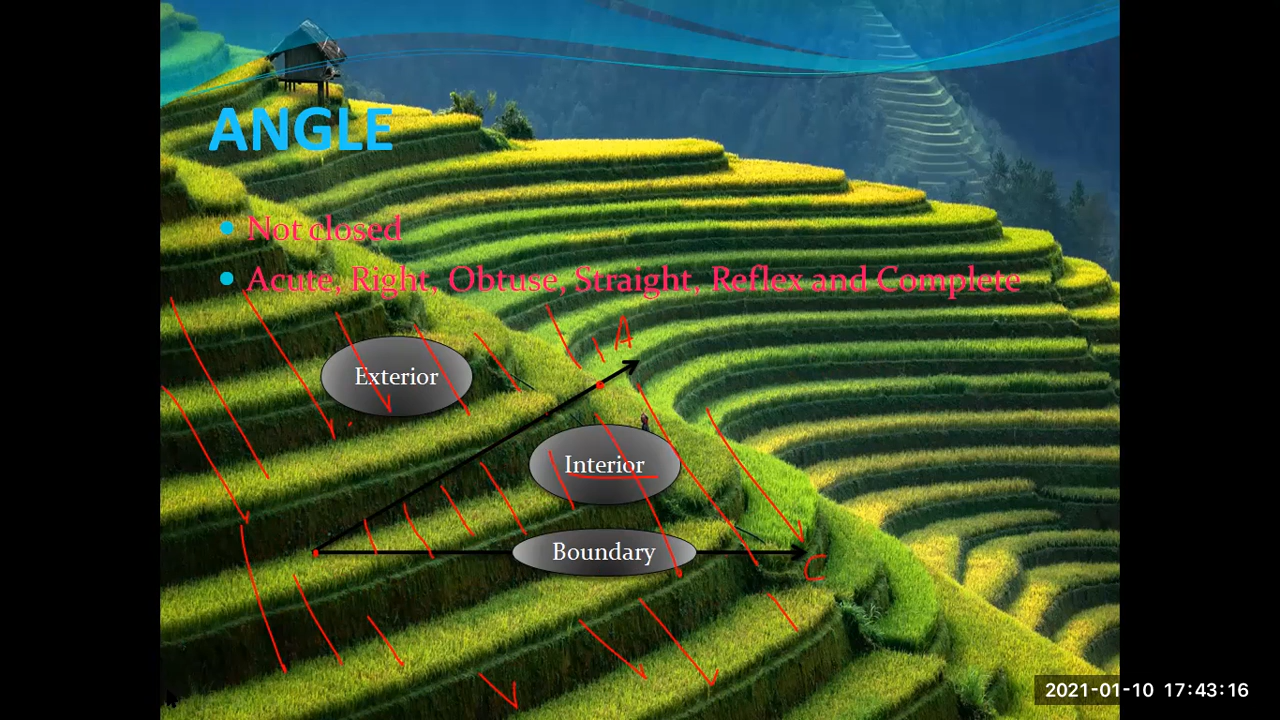 ANGLE
Not closed
Acute, Right, Obtuse, Straight, Reflex and Complete
A
Exterior
Interior
Boundary
C
2021-01-10 17:43:16